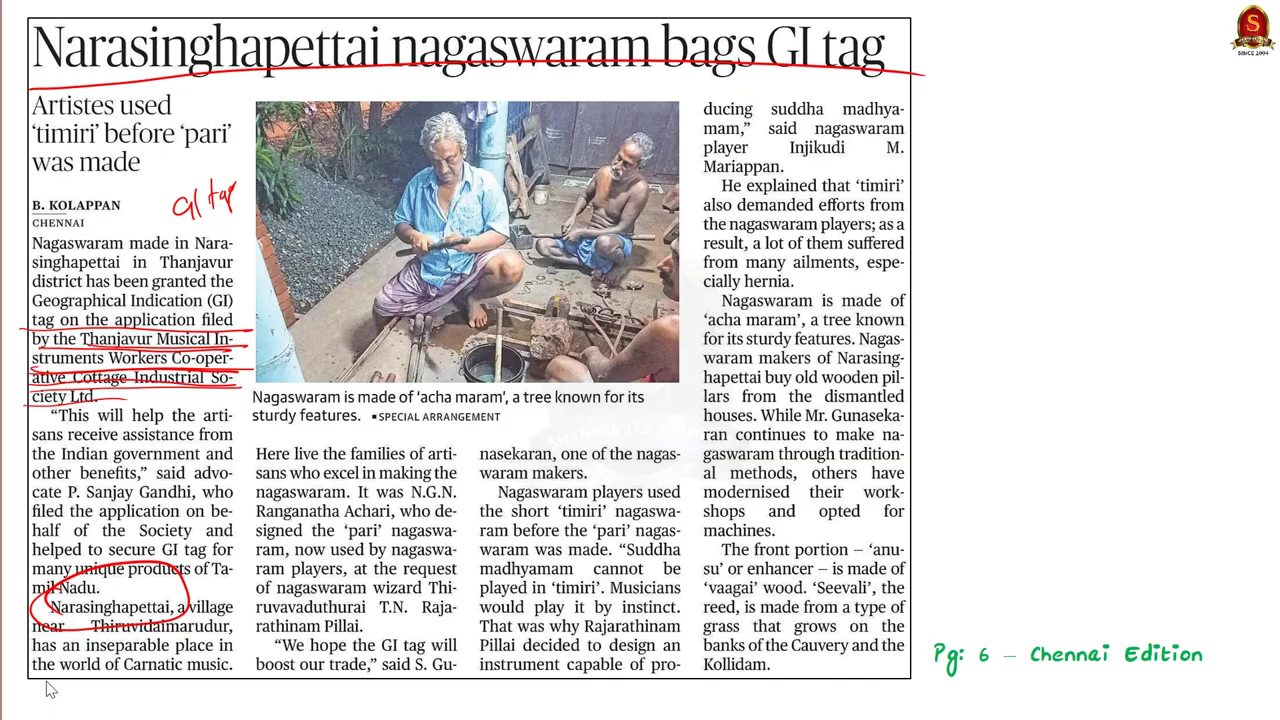 Narasinghapettai nagaswaram bags GI tag
S
SINCE 2004
Artistes used
‘timiri’ before ‘pari’
was made
B. KOLAPPAN
CHENNAI
GI tag
Nagaswaram made in Nara-
singhapettai in Thanjavur
district has been granted the
Geographical Indication (GI)
tag on the application filed
by the Thanjavur Musical In-
struments Workers Co-oper-
ative Cottage Industrial So-
ciety Ltd.
“This will help the arti-
sans receive assistance from
the Indian government and
other benefits,” said advo-
cate P. Sanjay Gandhi, who
filed the application on be-
half of the Society and
helped to secure GI tag for
many unique products of Ta-
mil Nadu.
Narasinghapettai, a village
near Thiruvidaimarudur,
has an inseparable place in
the world of Carnatic music.
Nagaswaram is made of ‘acha maram’, a tree known for its
sturdy features. ▪SPECIAL ARRANGEMENT
Here live the families of arti-
sans who excel in making the
nagaswaram. It was N.G.N.
Ranganatha Achari, who de-
signed the ‘pari’ nagaswa-
ram, now used by nagaswa-
ram players, at the request
of nagaswaram wizard Thi-
ruvavaduthurai T.N. Raja-
rathinam Pillai.
“We hope the GI tag will
boost our trade,” said S. Gu-
nasekaran, one of the nagas-
waram makers.
Nagaswaram players used
the short ‘timiri’ nagaswa-
ram before the ‘pari’ nagas-
waram was made. “Suddha
madhyamam cannot be
played in ‘timiri’. Musicians
would play it by instinct.
That was why Rajarathinam
Pillai decided to design an
instrument capable of pro-
ducing suddha madhya-
mam,” said nagaswaram
player Injikudi M.
Mariappan.
He explained that ‘timiri’
also demanded efforts from
the nagaswaram players; as a
result, a lot of them suffered
from many ailments, espe-
cially hernia.
Nagaswaram is made of
‘acha maram’, a tree known
for its sturdy features. Nagas-
waram makers of Narasing-
hapettai buy old wooden pil-
lars from the dismantled
houses. While Mr. Gunaseka-
ran continues to make na-
gaswaram through tradition-
al methods, others have
modernised their work-
shops and opted for
machines.
The front portion – ‘anu-
su’ or enhancer – is made of
‘vaagai’ wood. ‘Seevali’, the
reed, is made from a type of
grass that grows on the
banks of the Cauvery and the
Kollidam.
Pg: 6 – Chennai Edition